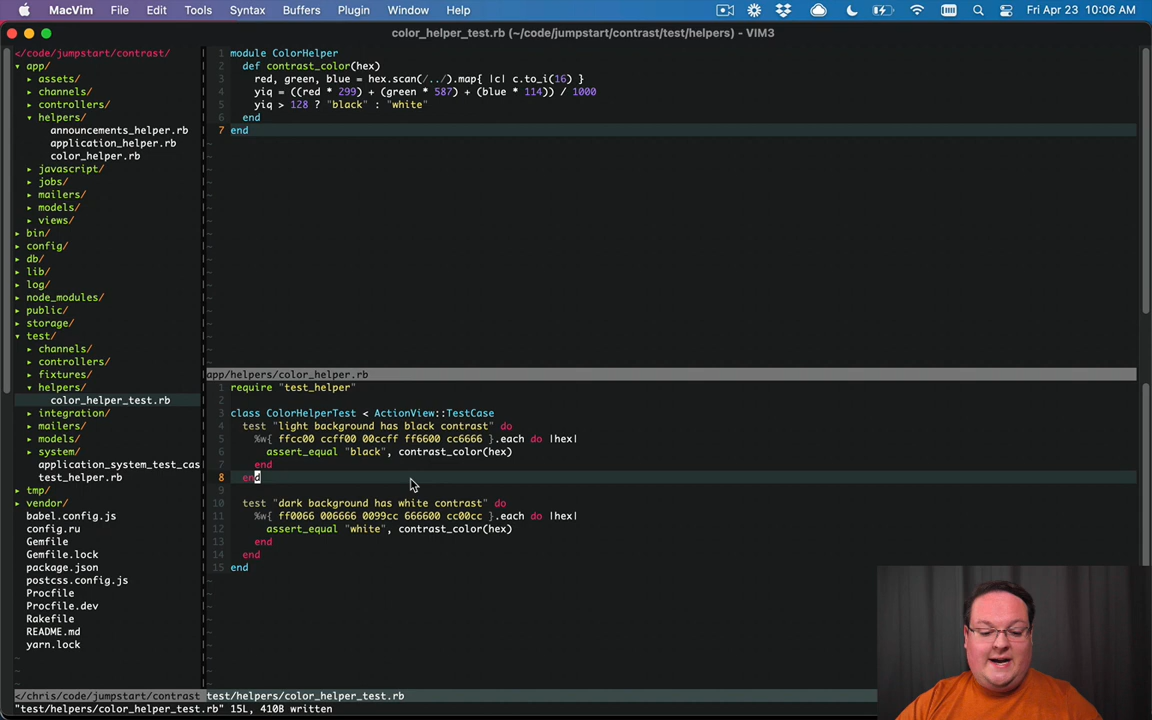 MacVim File Edit Tools Syntax Buffers Plugin Window Help Fri Apr 23 10:06 AM
color_helper_test.rb (~/code/jumpstart/contrast/test/helpers) - VIM3
</code/jumpstart/contrast/
▾ app/
▸ assets/
▸ channels/
▸ controllers/
▾ helpers/
announcements_helper.rb
application_helper.rb
color_helper.rb
▸ javascript/
▸ jobs/
▸ mailers/
▸ models/
▸ views/
▸ bin/
▸ config/
▸ db/
▸ lib/
▸ log/
▸ node_modules/
▸ public/
▸ storage/
▾ test/
▸ channels/
▸ controllers/
▸ fixtures/
▾ helpers/
color_helper_test.rb
▸ integration/
▸ mailers/
▸ models/
▸ system/
application_system_test_cas
test_helper.rb
▸ tmp/
▸ vendor/
babel.config.js
config.ru
Gemfile
Gemfile.lock
package.json
postcss.config.js
Procfile
Procfile.dev
Rakefile
README.md
yarn.lock
~
~
~
1 module ColorHelper
2 def contrast_color(hex)
3 red, green, blue = hex.scan(/../).map{ |c| c.to_i(16) }
4 yiq = ((red * 299) + (green * 587) + (blue * 114)) / 1000
5 yiq > 128 ? "black" : "white"
6 end
7 end
app/helpers/color_helper.rb
1 require "test_helper"
2
3 class ColorHelperTest < ActionView::TestCase
4 test "light background has black contrast" do
5 %w{ ffcc00 ccff00 00ccff ff6600 cc6666 }.each do |hex|
6 assert_equal "black", contrast_color(hex)
7 end
8 end
9
10 test "dark background has white contrast" do
11 %w{ ff0066 006666 0099cc 666600 cc00cc }.each do |hex|
12 assert_equal "white", contrast_color(hex)
13 end
14 end
15 end
</chris/code/jumpstart/contrast test/helpers/color_helper_test.rb
"test/helpers/color_helper_test.rb" 15L, 410B written